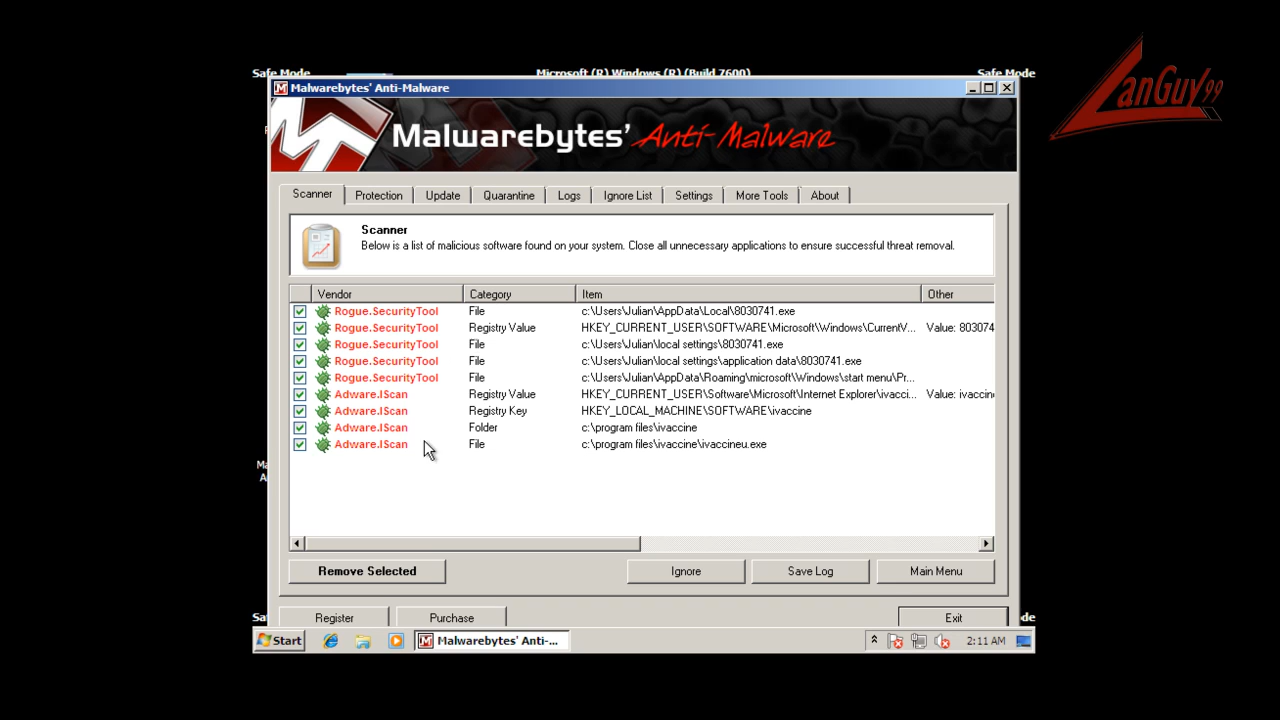 LanGuy99
Safe Mode Microsoft (R) Windows (R) (Build 7600) Safe Mode
Malwarebytes' Anti-Malware
Malwarebytes' Anti-Malware
Scanner Protection Update Quarantine Logs Ignore List Settings More Tools About
Scanner
Below is a list of malicious software found on your system. Close all unnecessary applications to ensure successful threat removal.
Vendor Category Item Other
Rogue.SecurityTool File c:\Users\Julian\AppData\Local\8030741.exe
Rogue.SecurityTool Registry Value HKEY_CURRENT_USER\SOFTWARE\Microsoft\Windows\CurrentV... Value: 803074
Rogue.SecurityTool File c:\Users\Julian\local settings\8030741.exe
Rogue.SecurityTool File c:\Users\Julian\local settings\application data\8030741.exe
Rogue.SecurityTool File c:\Users\Julian\AppData\Roaming\microsoft\Windows\start menu\Pr...
Adware.IScan Registry Value HKEY_CURRENT_USER\Software\Microsoft\Internet Explorer\ivacci... Value: ivaccin
Adware.IScan Registry Key HKEY_LOCAL_MACHINE\SOFTWARE\ivaccine
Adware.IScan Folder c:\program files\ivaccine
Adware.IScan File c:\program files\ivaccine\ivaccineu.exe
Ma
A
Remove Selected Ignore Save Log Main Menu
Sa Register Purchase Exit de
Start Malwarebytes' Anti-... 2:11 AM